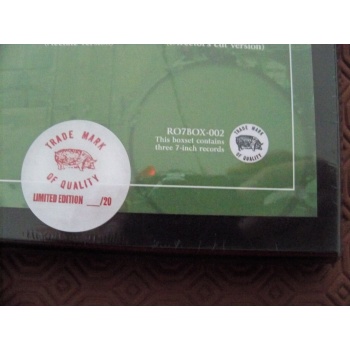 version)
RO7BOX-002
This boxset contains
three 7-inch records
TRADE MARK
OF QUALITY
TRADE MARK
OF QUALITY
LIMITED EDITION ___/20